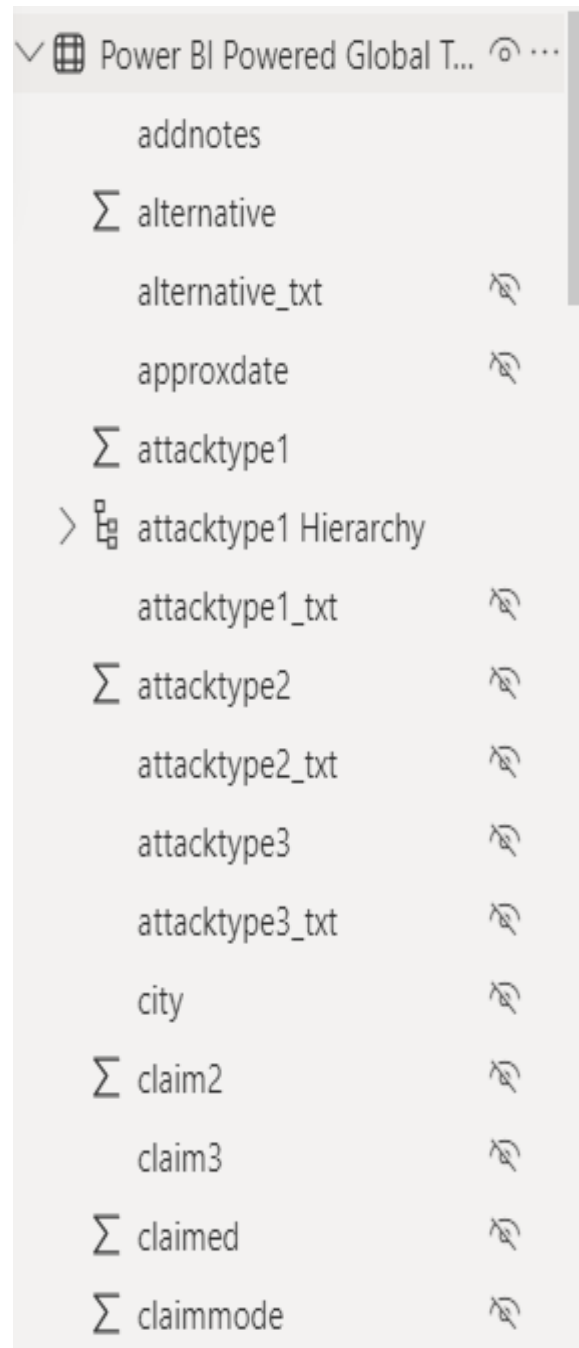 Power BI Powered Global T... ...
addnotes
∑ alternative
alternative_txt
approxdate
∑ attacktype1
attacktype1 Hierarchy
attacktype1_txt
∑ attacktype2
attacktype2_txt
attacktype3
attacktype3_txt
city
∑ claim2
claim3
∑ claimed
∑ claimmode